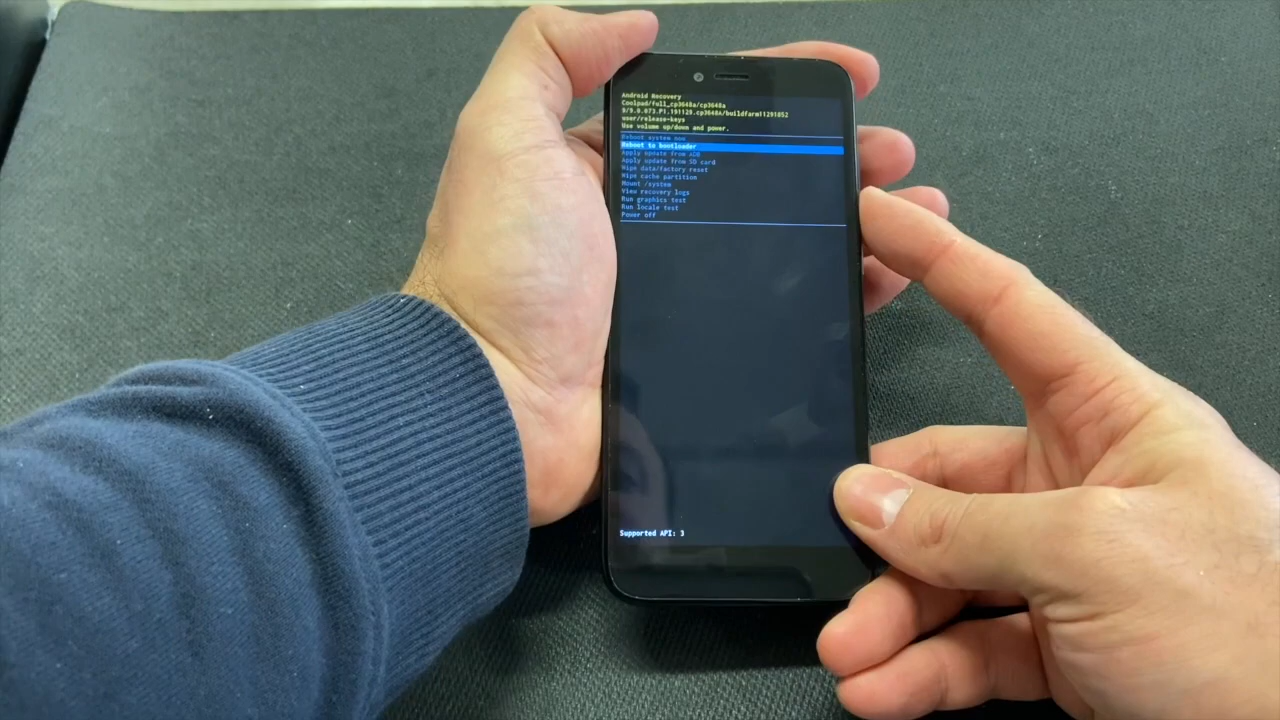 Android Recovery
Coolpad/full_cp3648a/cp3648a
9/9.0.073.P1.191129.cp3648A/buildfarm11291852
user/release-keys
Use volume up/down and power.
Reboot system now
Reboot to bootloader
Apply update from ADB
Apply update from SD card
Wipe data/factory reset
Wipe cache partition
Mount /system
View recovery logs
Run graphics test
Run locale test
Power off
Supported API: 3